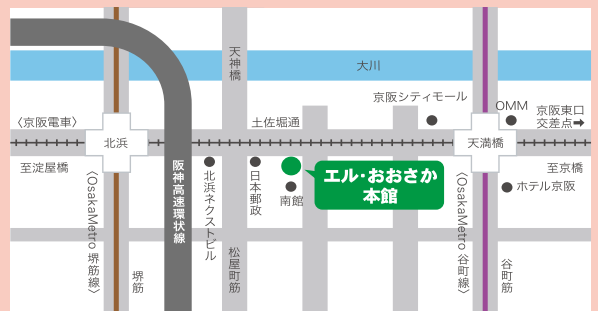 天神橋
大川
京阪シティモール
OMM
京阪東口
交差点➡
〈京阪電車〉
土佐堀通
北浜
天満橋
至淀屋橋
至京橋
阪神高速環状線
北浜ネクストビル
日本郵政
南館
エル・おおさか
本館
ホテル京阪
〈OsakaMetro 堺筋線〉
堺筋
松屋町筋
〈OsakaMetro 谷町線〉
谷町筋